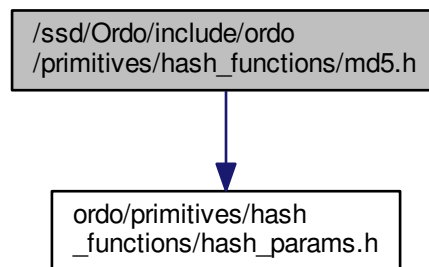 /ssd/Ordo/include/ordo
/primitives/hash_functions/md5.h
ordo/primitives/hash
_functions/hash_params.h